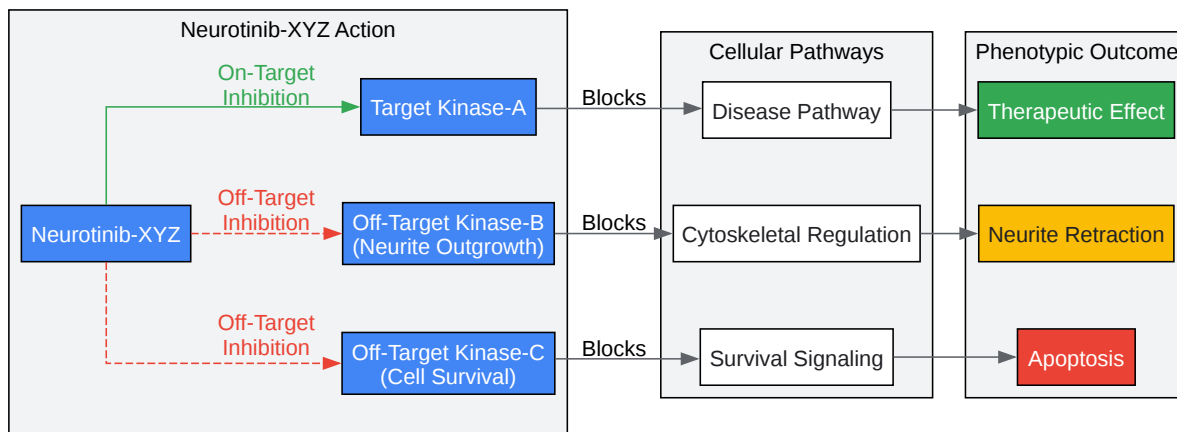 Neurotinib-XYZ Action
Cellular Pathways
Phenotypic Outcome
On-Target
Inhibition
Target Kinase-A
Blocks
Disease Pathway
Therapeutic Effect
Neurotinib-XYZ
Off-Target
Inhibition
Off-Target Kinase-B
(Neurite Outgrowth)
Blocks
Cytoskeletal Regulation
Neurite Retraction
Off-Target
Inhibition
Off-Target Kinase-C
(Cell Survival)
Blocks
Survival Signaling
Apoptosis